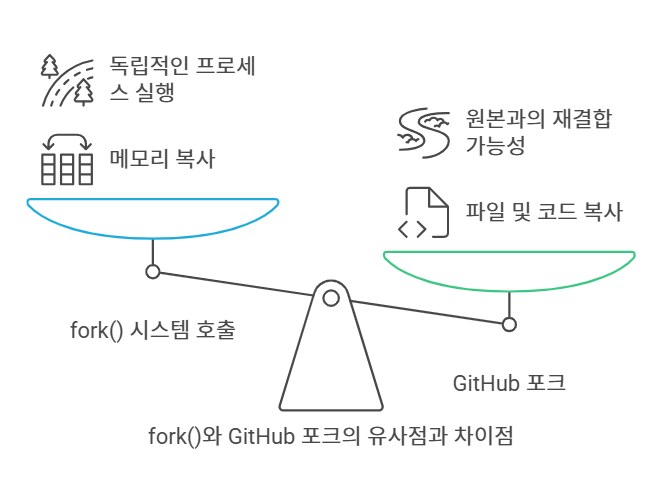 독립적인 프로세
스 실행
메모리 복사
원본과의 재결합
가능성
파일 및 코드 복사
fork() 시스템 호출
GitHub 포크
fork()와 GitHub 포크의 유사점과 차이점